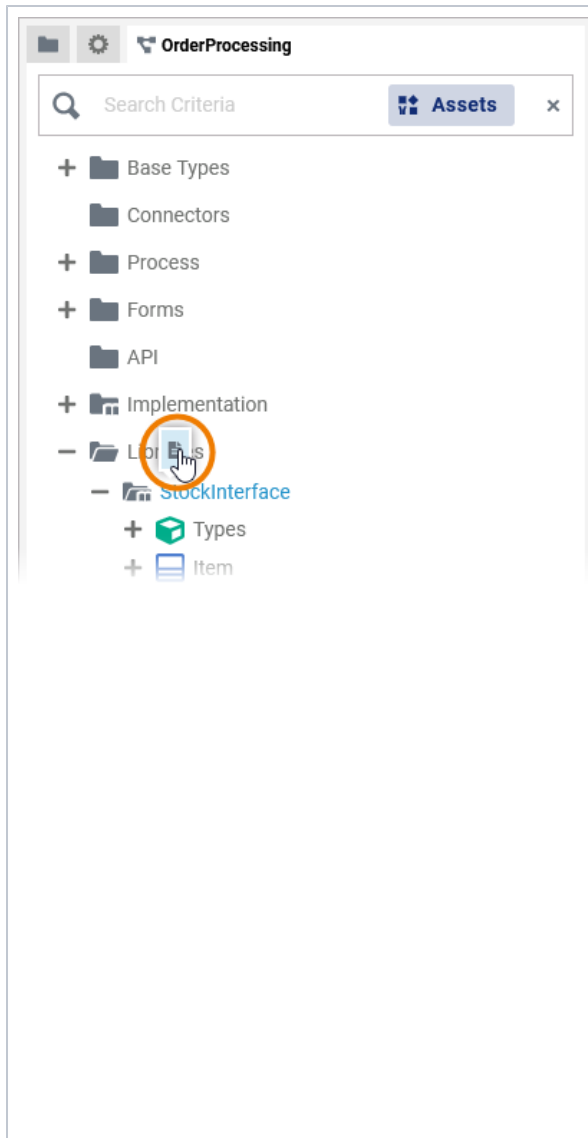 OrderProcessing
Search Criteria Assets ×
Base Types
Connectors
Process
Forms
API
Implementation
StockInterface
Types
Item